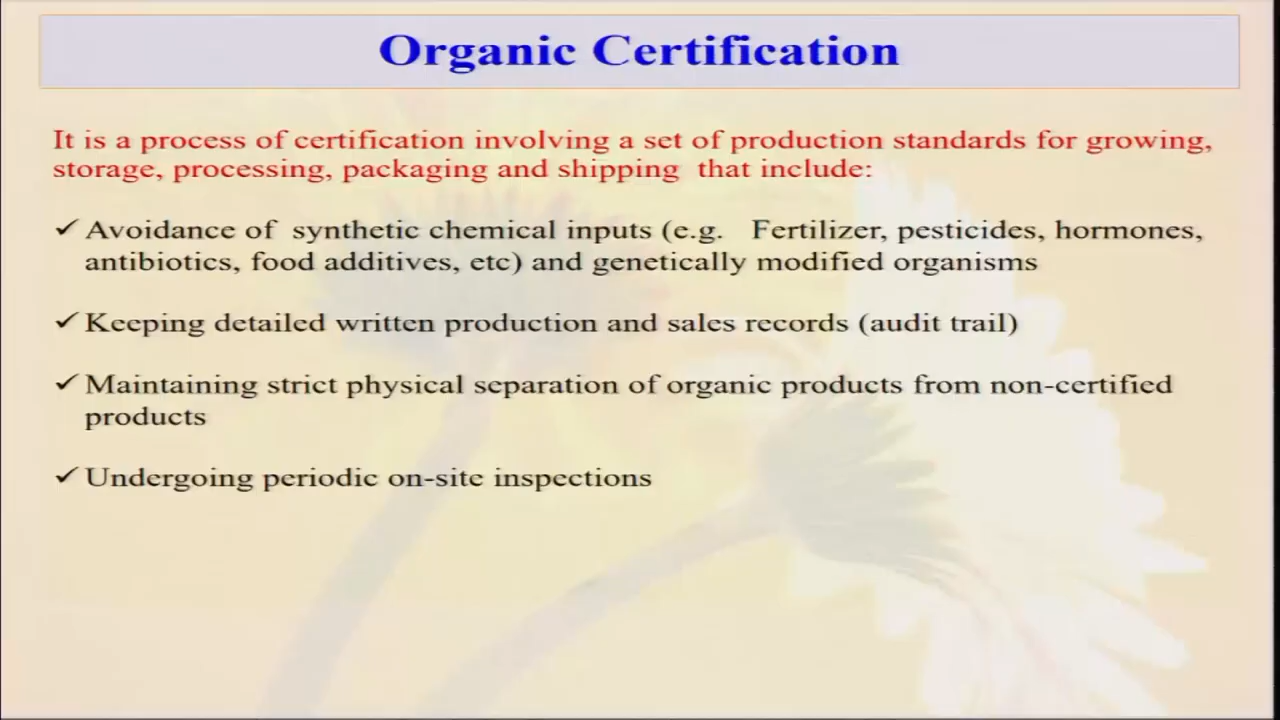 Organic Certification
It is a process of certification involving a set of production standards for growing,
storage, processing, packaging and shipping that include:
✓ Avoidance of synthetic chemical inputs (e.g. Fertilizer, pesticides, hormones,
antibiotics, food additives, etc) and genetically modified organisms
✓ Keeping detailed written production and sales records (audit trail)
✓ Maintaining strict physical separation of organic products from non-certified
products
✓ Undergoing periodic on-site inspections